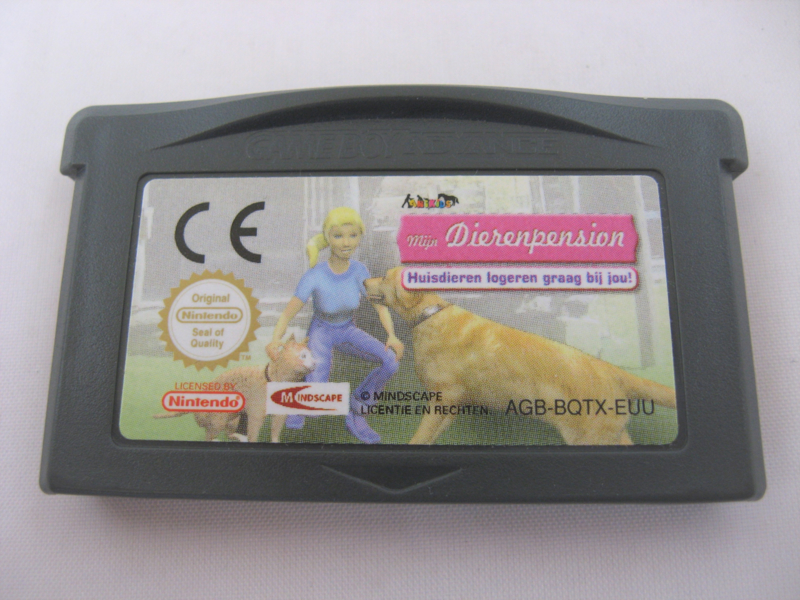 GAME BOY ADVANCE
CE
Mijn Dierenpension
Huisdieren logeren graag bij jou!
Original
Nintendo
Seal of
Quality
TM
LICENSED BY
Nintendo
MINDSCAPE
© MINDSCAPE
LICENTIE EN RECHTEN.
AGB-BQTX-EUU